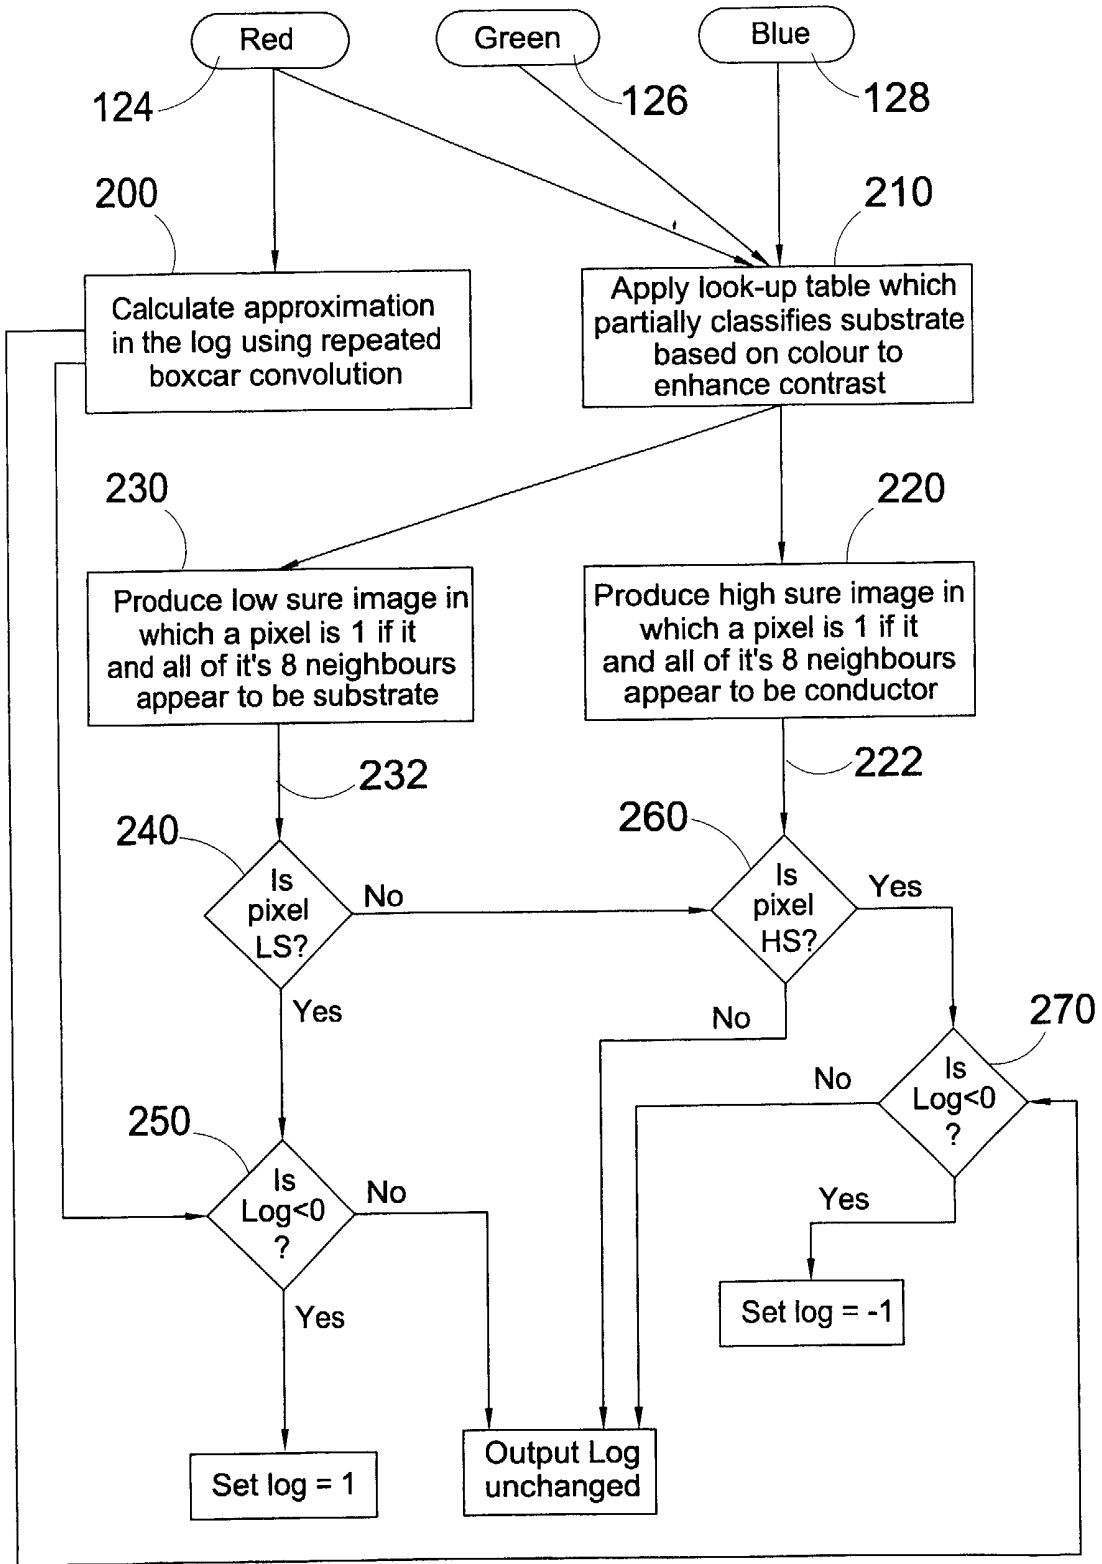 Red
Green
Blue
124
126
128
200
210
Calculate approximation
in the log using repeated
boxcar convolution
Apply look-up table which
partially classifies substrate
based on colour to
enhance contrast
230
220
Produce low sure image in
which a pixel is 1 if it
and all of it's 8 neighbours
appear to be substrate
Produce high sure image in
which a pixel is 1 if it
and all of it's 8 neighbours
appear to be conductor
232
222
240
260
Is
pixel
LS?
No
Is
pixel
HS?
Yes
Yes
No
270
Is
Log<0
?
No
250
Is
Log<0
?
No
Yes
Yes
Set log = -1
Set log = 1
Output Log
unchanged